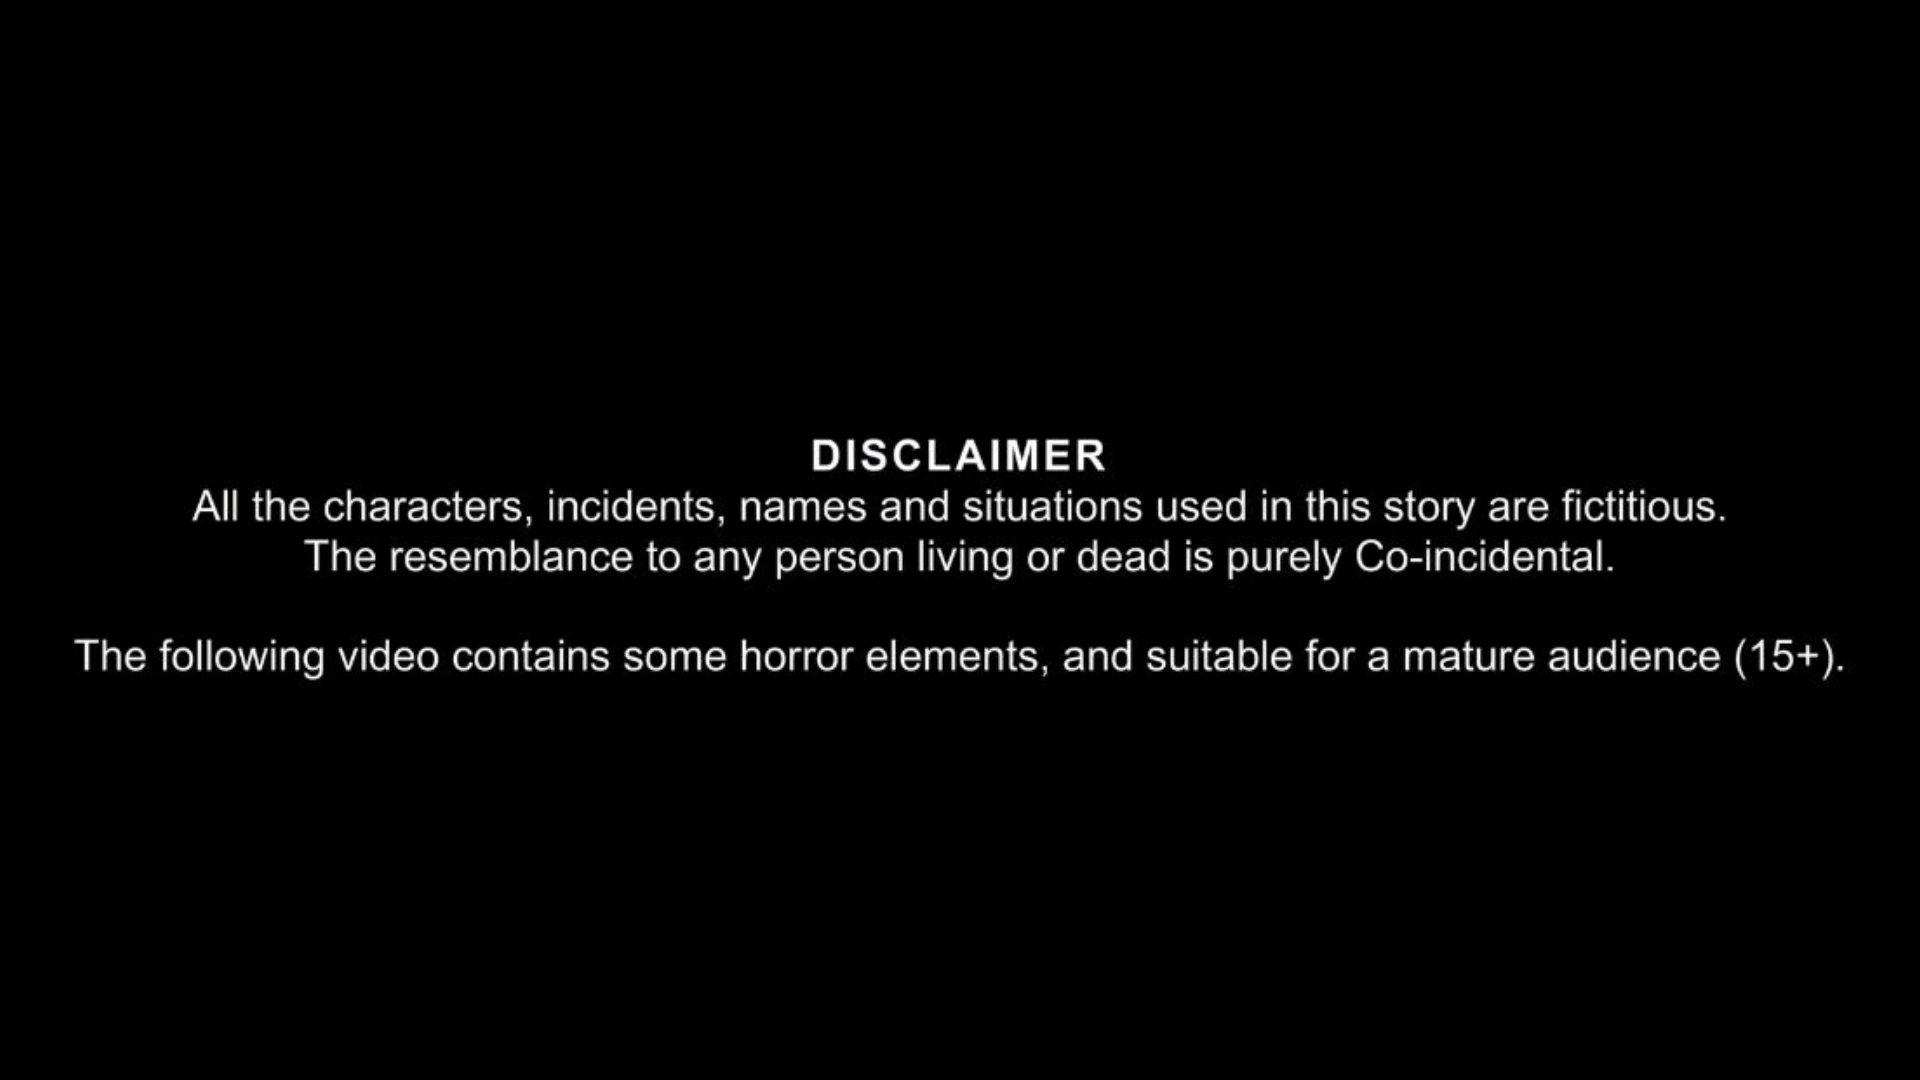 DISCLAIMER
All the characters, incidents, names and situations used in this story are fictitious.
The resemblance to any person living or dead is purely Co-incidental.
The following video contains some horror elements, and suitable for a mature audience (15+).